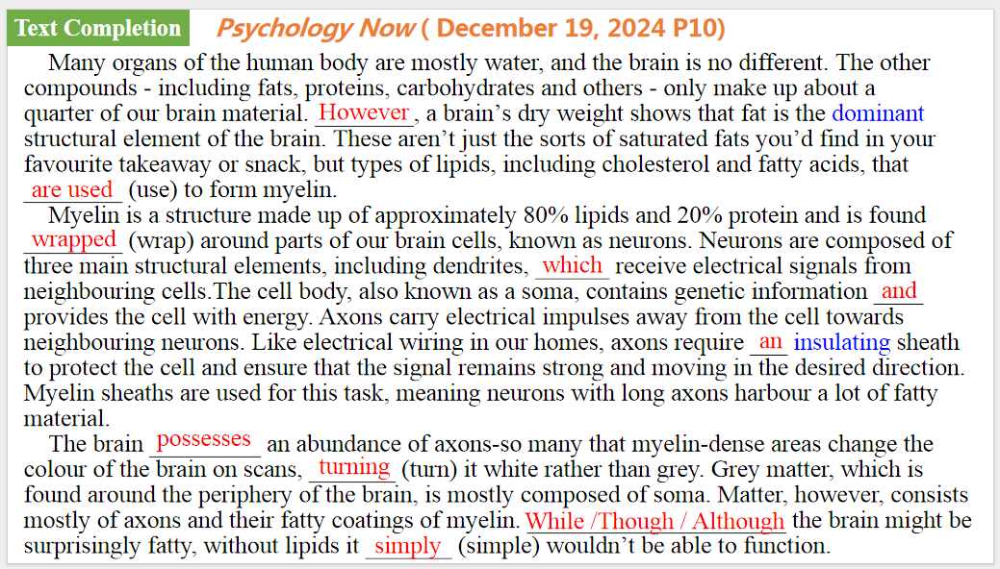 Text Completion Psychology Now ( December 19, 2024 P10)
Many organs of the human body are mostly water, and the brain is no different. The other
compounds - including fats, proteins, carbohydrates and others - only make up about a
quarter of our brain material. However, a brain's dry weight shows that fat is the dominant
structural element of the brain. These aren't just the sorts of saturated fats you'd find in your
favourite takeaway or snack, but types of lipids, including cholesterol and fatty acids, that
are used (use) to form myelin.
Myelin is a structure made up of approximately 80% lipids and 20% protein and is found
wrapped (wrap) around parts of our brain cells, known as neurons. Neurons are composed of
three main structural elements, including dendrites, which receive electrical signals from
neighbouring cells.The cell body, also known as a soma, contains genetic information and
provides the cell with energy. Axons carry electrical impulses away from the cell towards
neighbouring neurons. Like electrical wiring in our homes, axons require an insulating sheath
to protect the cell and ensure that the signal remains strong and moving in the desired direction.
Myelin sheaths are used for this task, meaning neurons with long axons harbour a lot of fatty
material.
The brain possesses an abundance of axons-so many that myelin-dense areas change the
colour of the brain on scans, turning (turn) it white rather than grey. Grey matter, which is
found around the periphery of the brain, is mostly composed of soma. Matter, however, consists
mostly of axons and their fatty coatings of myelin. While /Though / Although the brain might be
surprisingly fatty, without lipids it simply (simple) wouldn't be able to function.